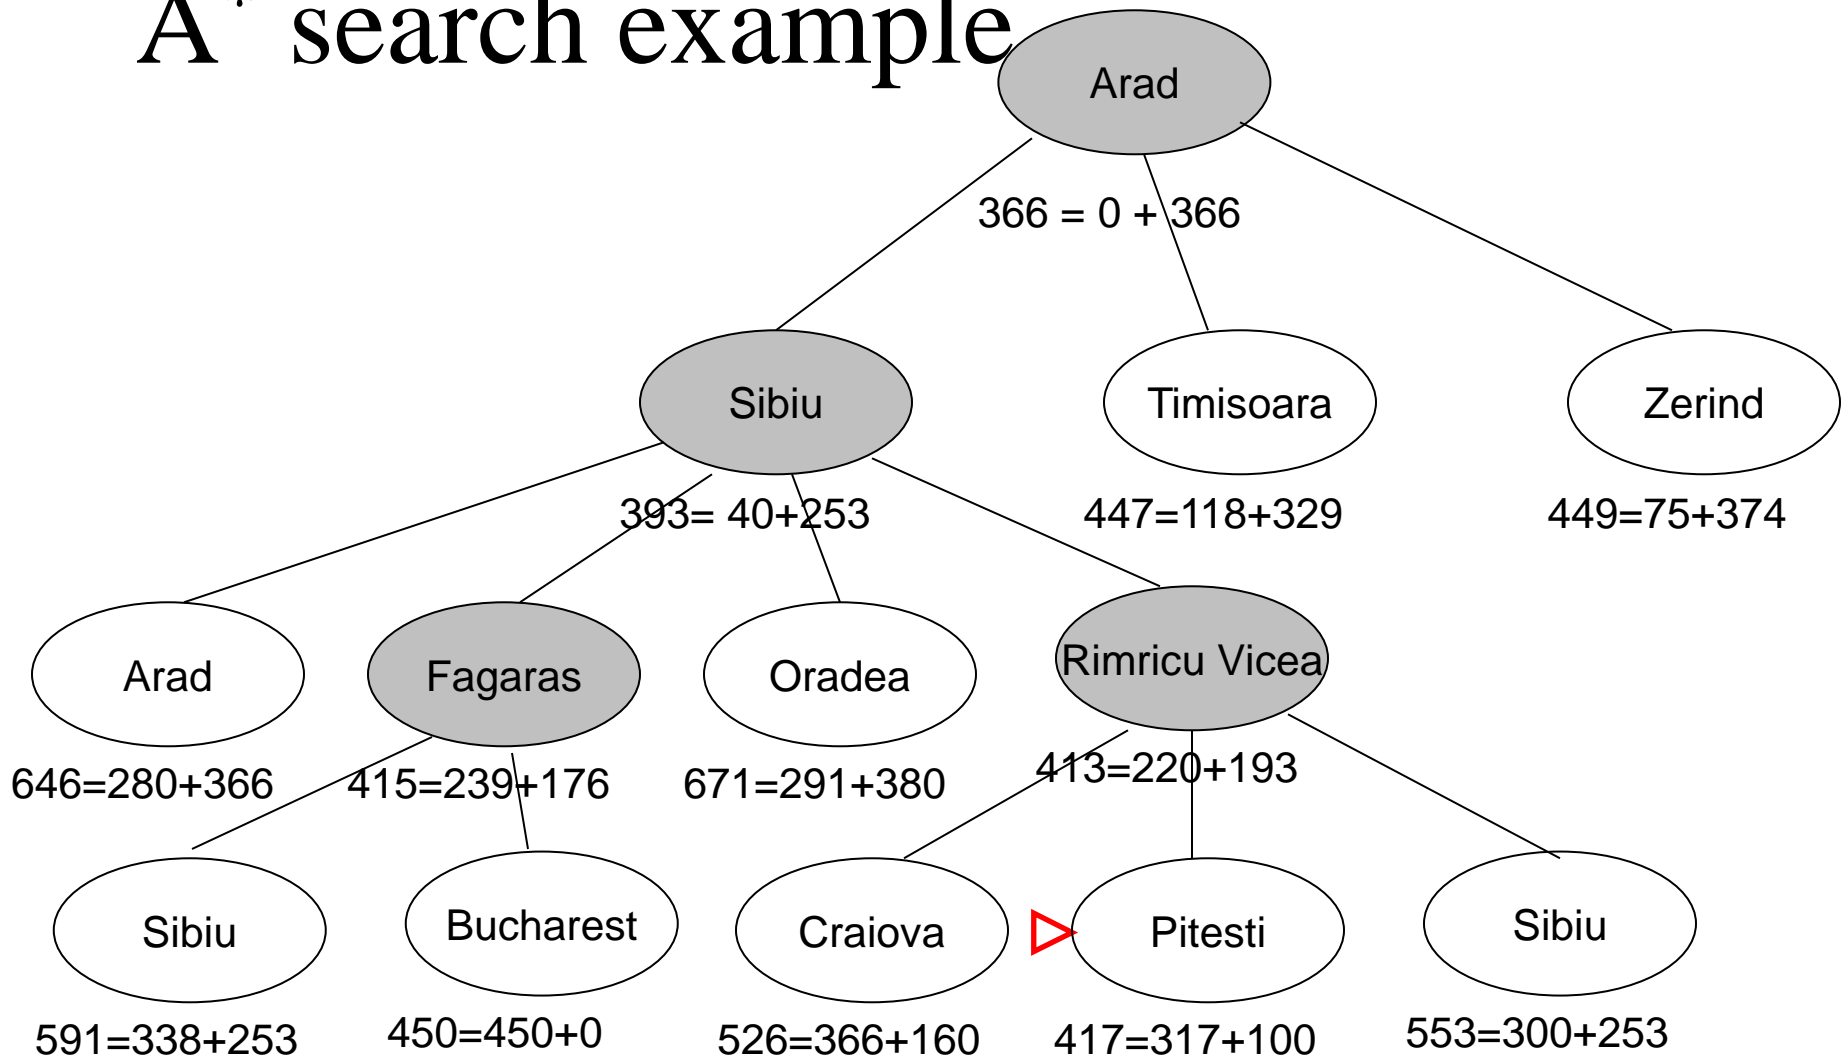 A* search example
Arad
366 = 0 + 366
Sibiu
Timisoara
Zerind
393= 40+253
447=118+329
449=75+374
Arad
Fagaras
Oradea
Rimricu Vicea
646=280+366
415=239+176
671=291+380
413=220+193
Sibiu
Bucharest
Craiova
Pitesti
Sibiu
591=338+253
450=450+0
526=366+160
417=317+100
553=300+253